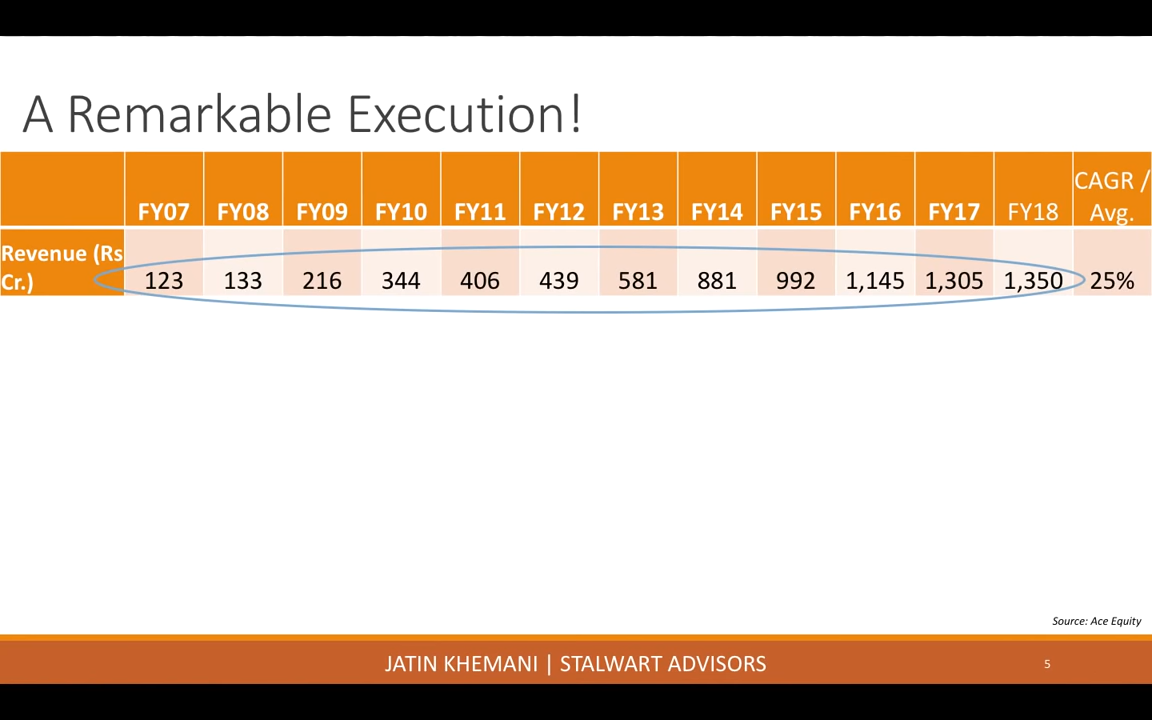 A Remarkable Execution!
CAGR /
FY07 FY08 FY09 FY10 FY11 FY12 FY13 FY14 FY15 FY16 FY17 FY18 Avg.
Revenue (Rs
Cr.) 123 133 216 344 406 439 581 881 992 1,145 1,305 1,350 25%
Source: Ace Equity
JATIN KHEMANI | STALWART ADVISORS
5